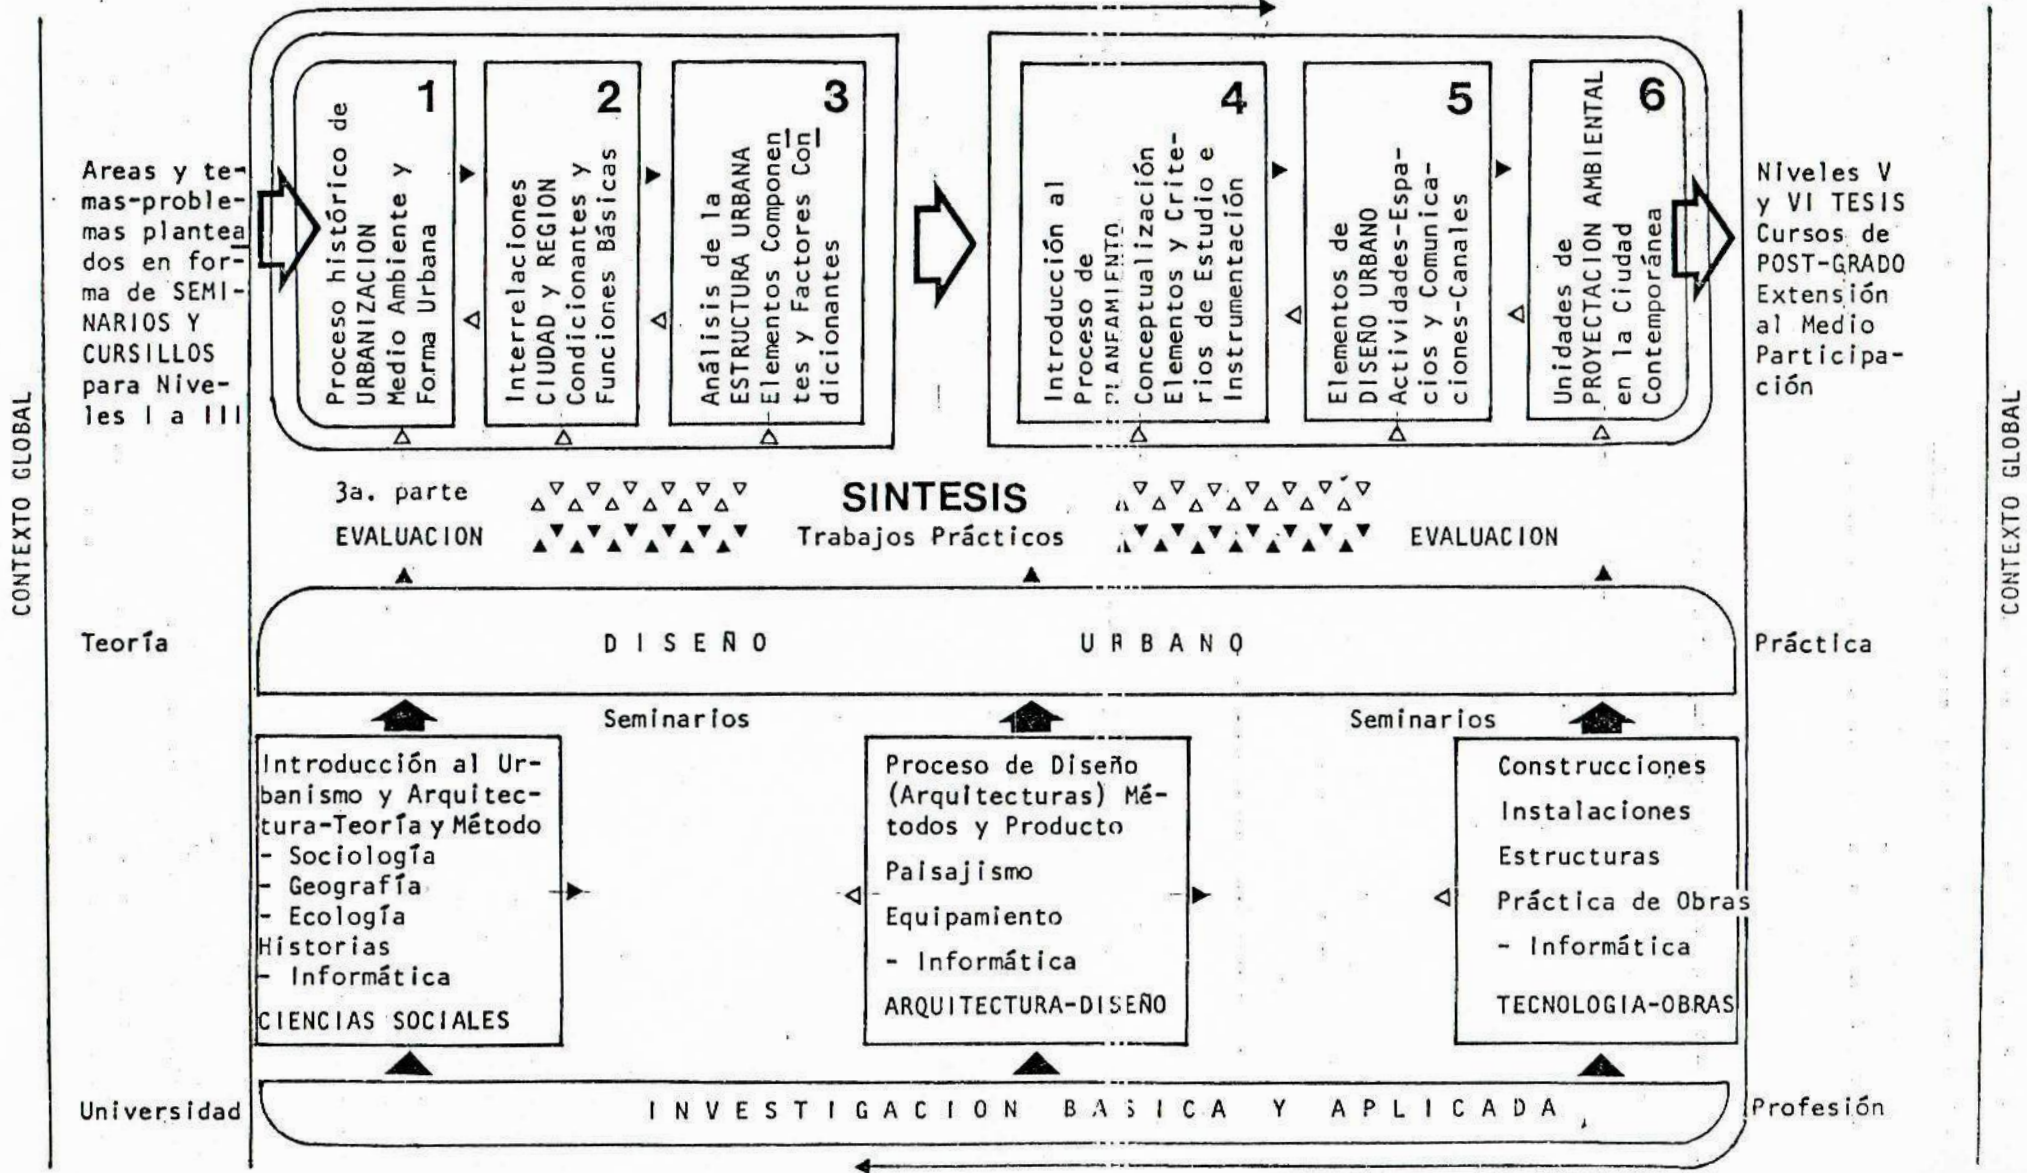 CONTEXTO GLOBAL
Areas y te-
mas-proble-
mas plantea
dos en for-
ma de SEMI-
NARIOS Y
CURSILLOS
para Nive-
les I a III
1
Proceso histórico de
URBANIZACION
Medio Ambiente y
Forma Urbana
2
Interrelaciones
CIUDAD y REGION
Condicionantes y
Funciones Básicas
3
Análisis de la
ESTRUCTURA URBANA
Elementos Componen
tes y Factores Con
dicionantes
4
Introducción al
Proceso de
PLANEAMIENTO
Conceptualización
Elementos y Crite-
rios de Estudio e
Instrumentación
5
Elementos de
DISEÑO URBANO
Actividades-Espa-
cios y Comunica-
ciones-Canales
6
Unidades de
PROYECTACION AMBIENTAL
en la Ciudad
Contemporánea
Niveles V
y VI TESIS
Cursos de
POST-GRADO
Extensión
al Medio
Participa-
ción
CONTEXTO GLOBAL
3a. parte
EVALUACION
SINTESIS
Trabajos Prácticos
EVALUACION
Teoría
DISEÑO URBANO
Práctica
Seminarios
Seminarios
Introducción al Ur-
banismo y Arquitec-
tura-Teoría y Método
- Sociología
- Geografía
- Ecología
Historias
- Informática
CIENCIAS SOCIALES
Proceso de Diseño
(Arquitecturas) Mé-
todos y Producto
Paisajismo
Equipamiento
- Informática
ARQUITECTURA-DISEÑO
Construcciones
Instalaciones
Estructuras
Práctica de Obras
- Informática
TECNOLOGIA-OBRAS
Universidad
INVESTIGACION BASICA Y APLICADA
Profesión